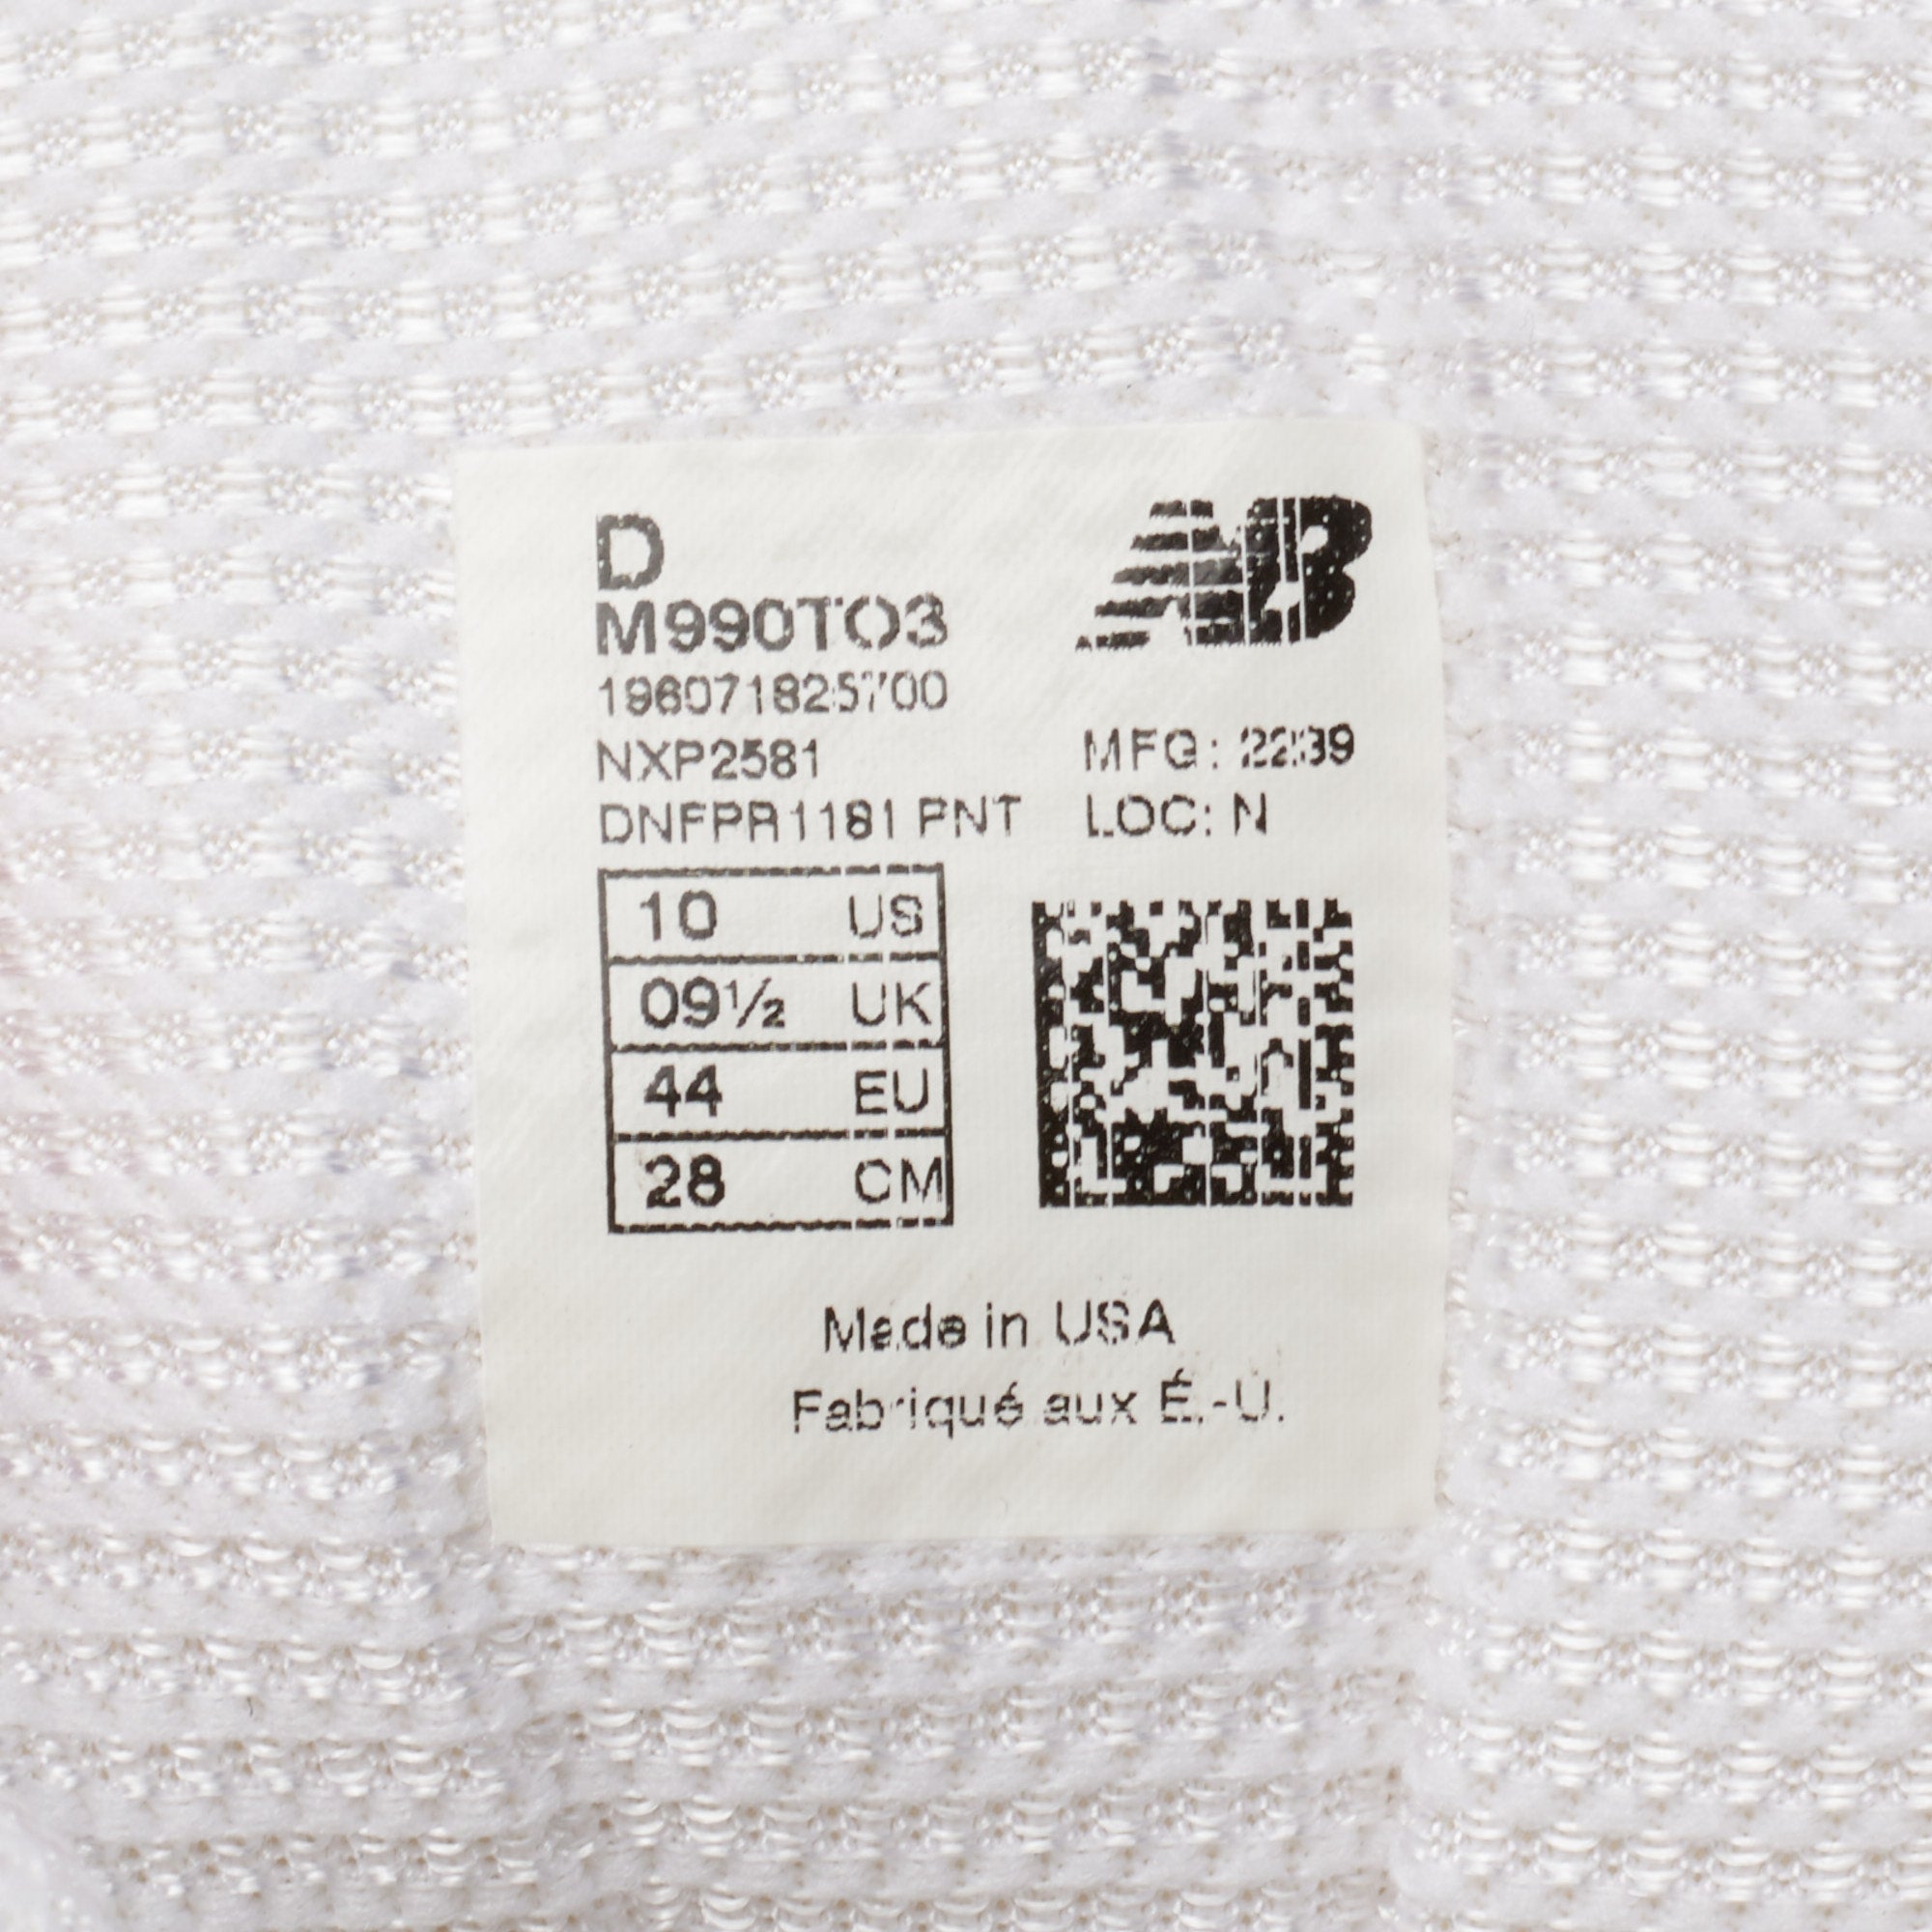 D
NB
M990TO3
196071825700
NXP2581
MFG: 2239
DNFPR1181 PNT
LOC: N
10 US
09½ UK
44 EU
28 CM
Made in USA
Fabriqué aux É.-U.